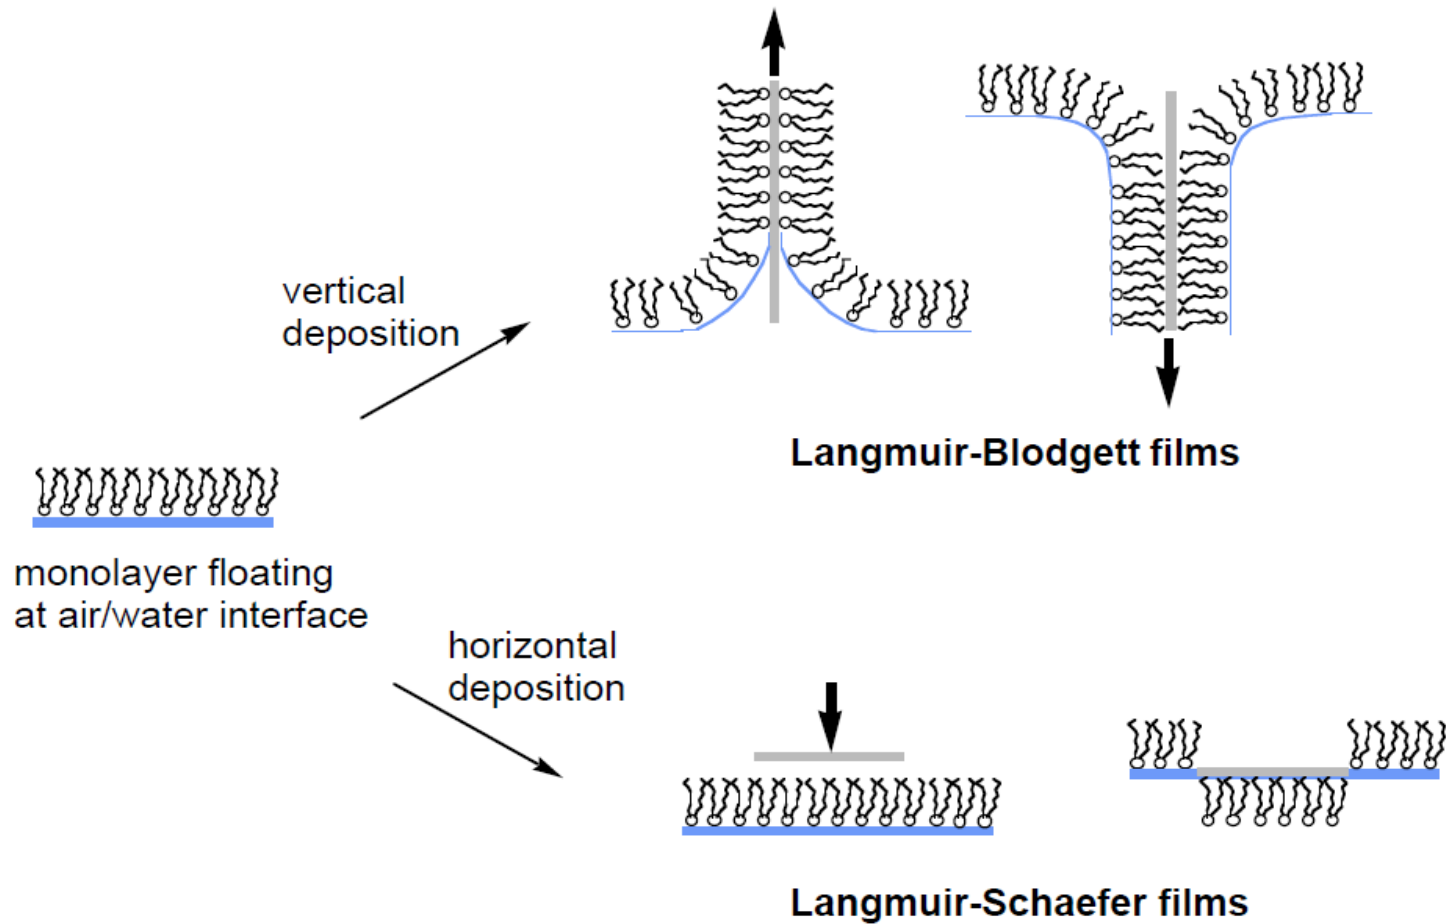 vertical
deposition
Langmuir-Blodgett films
monolayer floating
at air/water interface
horizontal
deposition
Langmuir-Schaefer films